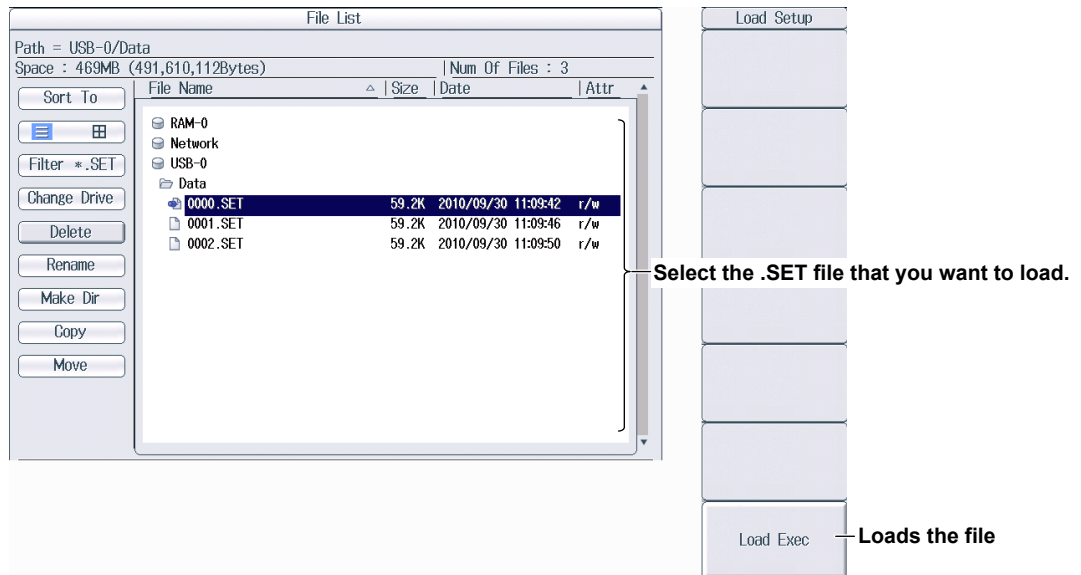 File List
Load Setup
Path = USB-0/Data
Space : 469MB (491,610,112Bytes) Num Of Files : 3
File Name Size Date Attr
Sort To
Filter *.SET
Change Drive
Delete
Rename
Make Dir
Copy
Move
RAM-0
Network
USB-0
Data
0000.SET 59.2K 2010/09/30 11:09:42 r/w
0001.SET 59.2K 2010/09/30 11:09:46 r/w
0002.SET 59.2K 2010/09/30 11:09:50 r/w
Select the .SET file that you want to load.
Load Exec
Loads the file